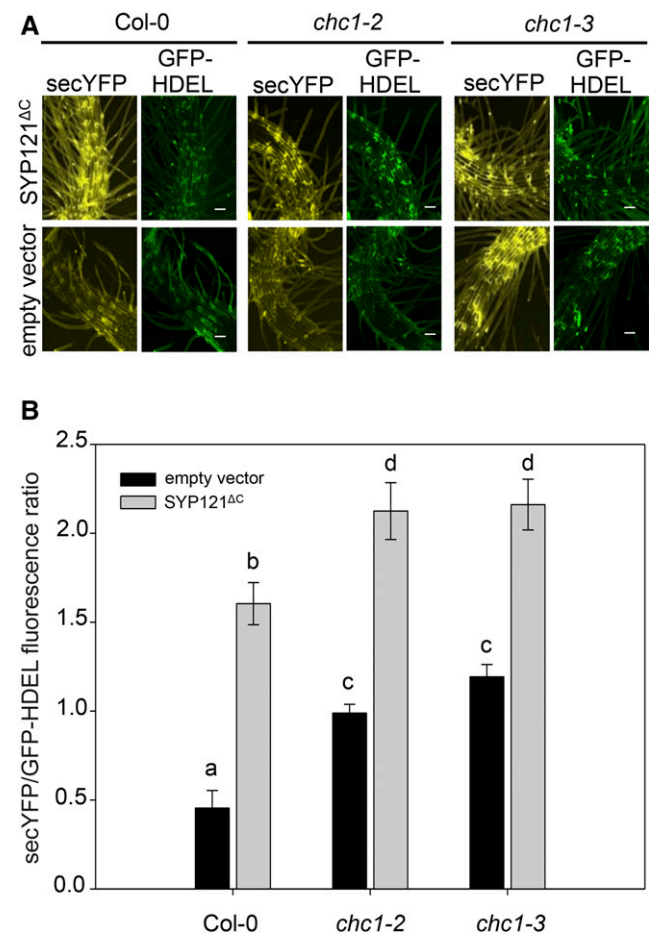 A
Col-0 chc1-2 chc1-3
secYFP GFP-HDEL secYFP GFP-HDEL secYFP GFP-HDEL
SYP121ΔC
empty vector
B
secYFP/GFP-HDEL fluorescence ratio
2.5
2.0
1.5
1.0
0.5
0.0
empty vector
SYP121ΔC
a b c d c d
Col-0 chc1-2 chc1-3